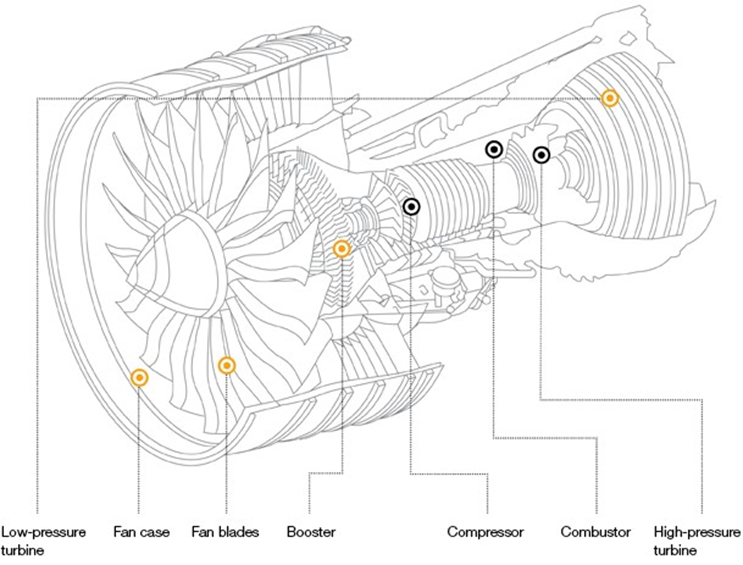 Low-pressure
turbine
Fan case
Fan blades
Booster
Compressor
Combustor
High-pressure
turbine